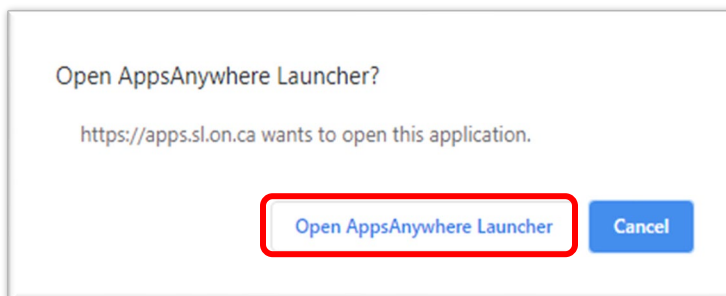 Open AppsAnywhere Launcher?
https://apps.sl.on.ca wants to open this application.
Open AppsAnywhere Launcher Cancel